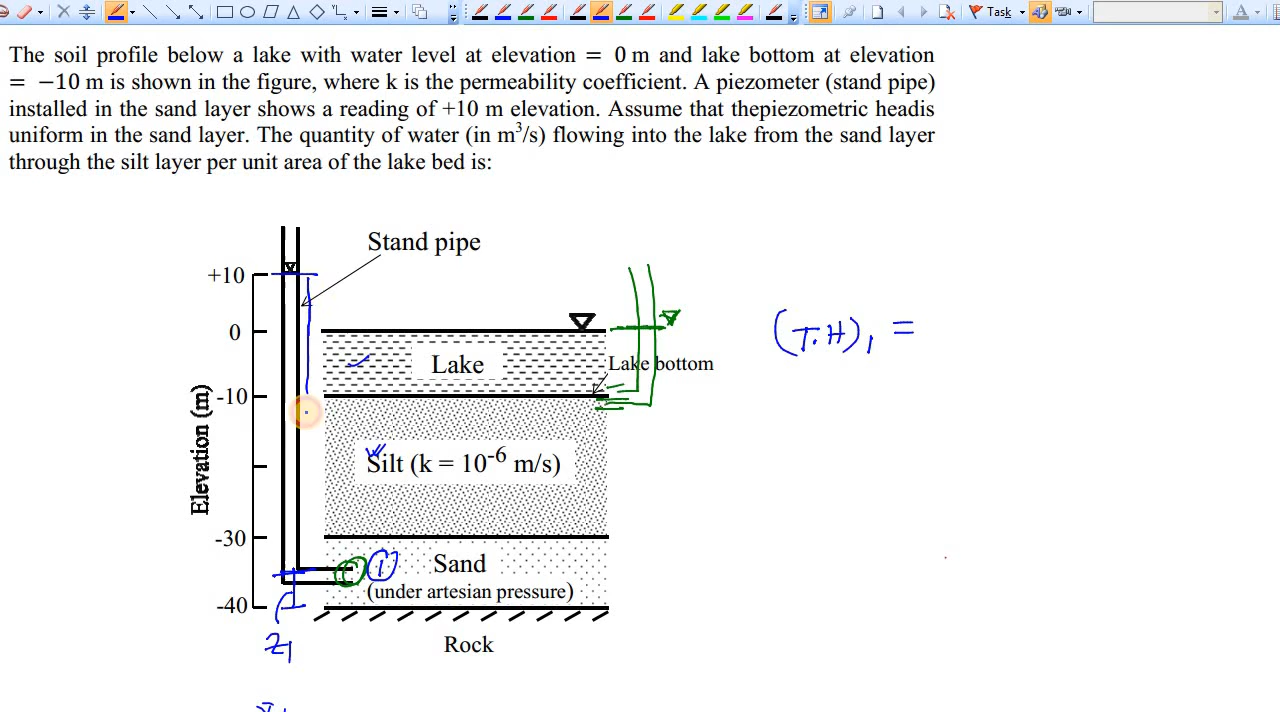 Task
A
The soil profile below a lake with water level at elevation = 0 m and lake bottom at elevation
= −10 m is shown in the figure, where k is the permeability coefficient. A piezometer (stand pipe)
installed in the sand layer shows a reading of +10 m elevation. Assume that thepiezometric headis
uniform in the sand layer. The quantity of water (in m³/s) flowing into the lake from the sand layer
through the silt layer per unit area of the lake bed is:
Stand pipe
+10
0
Lake
Lake bottom
(T.H)₁ =
-10
Elevation (m)
Silt (k = 10⁻⁶ m/s)
-30
Sand
1
(under artesian pressure)
-40
Z₁
Rock